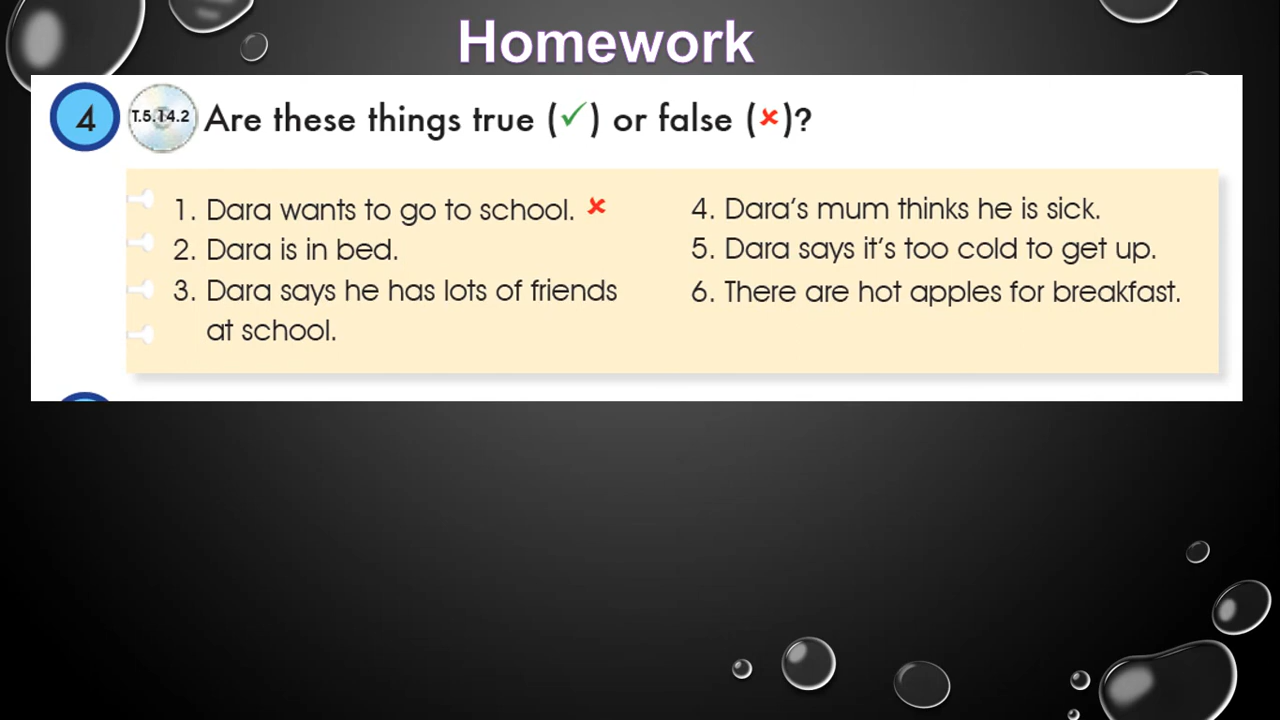 Homework
4 T.5.14.2 Are these things true (✓) or false (✗)?
1. Dara wants to go to school. ✗
2. Dara is in bed.
3. Dara says he has lots of friends
at school.
4. Dara's mum thinks he is sick.
5. Dara says it's too cold to get up.
6. There are hot apples for breakfast.